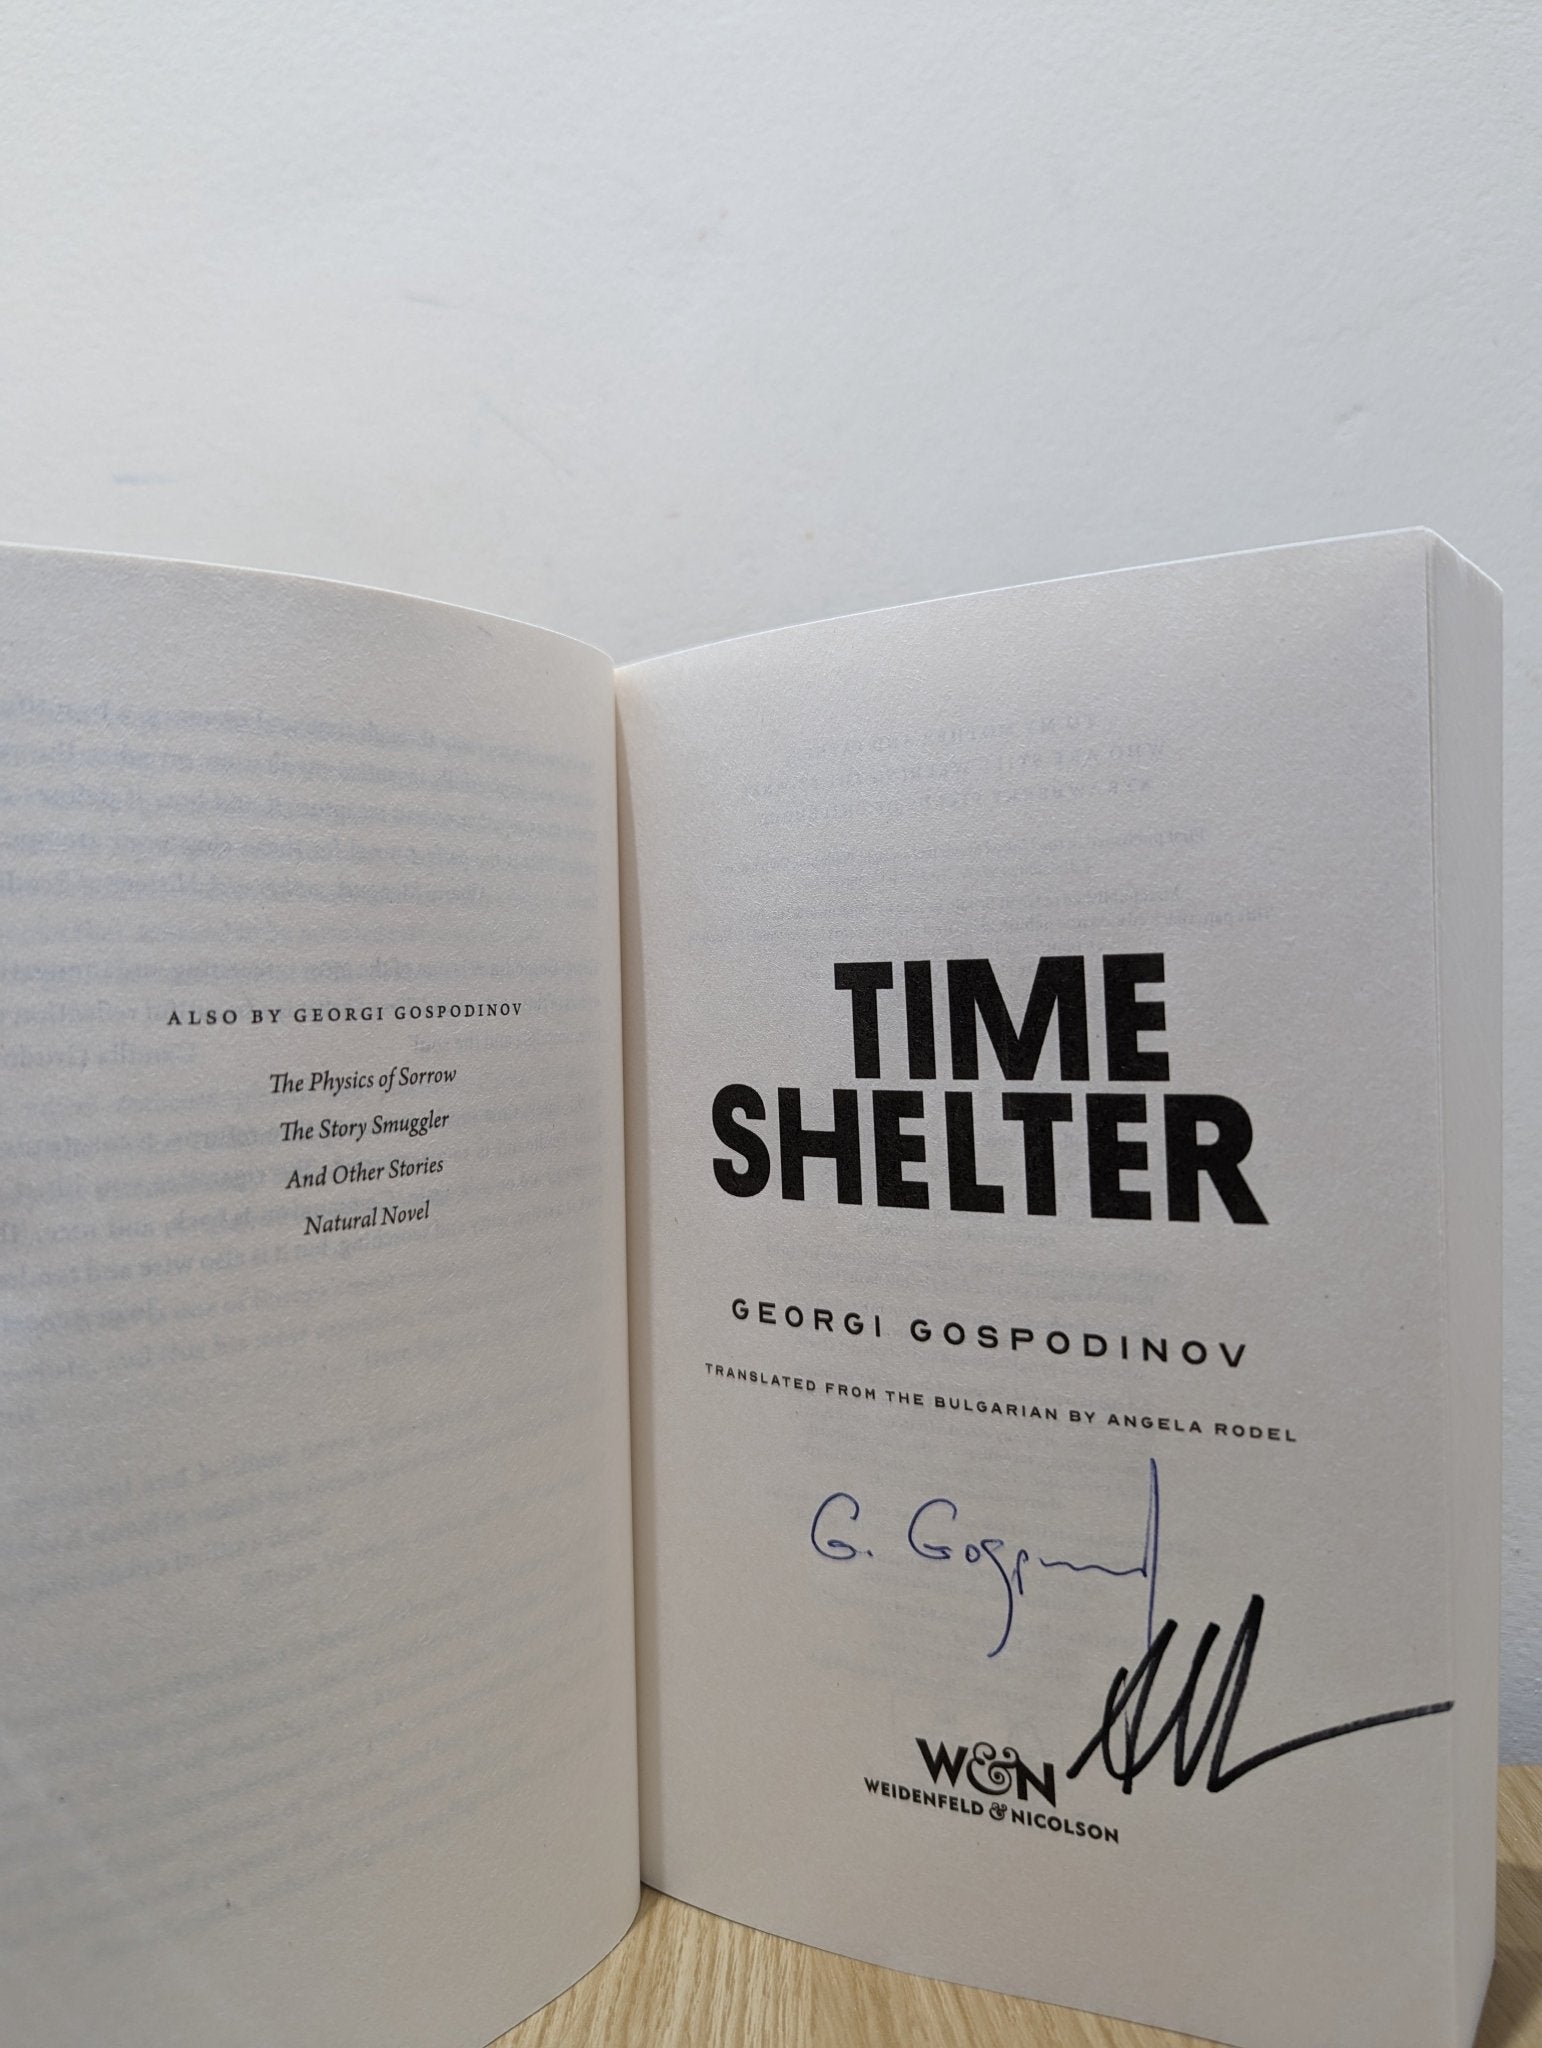 ALSO BY GEORGI GOSPODINOV
The Physics of Sorrow
The Story Smuggler
And Other Stories
Natural Novel
TIME
SHELTER
GEORGI GOSPODINOV
TRANSLATED FROM THE BULGARIAN BY ANGELA RODEL
G.
W&N
WEIDENFELD & NICOLSON